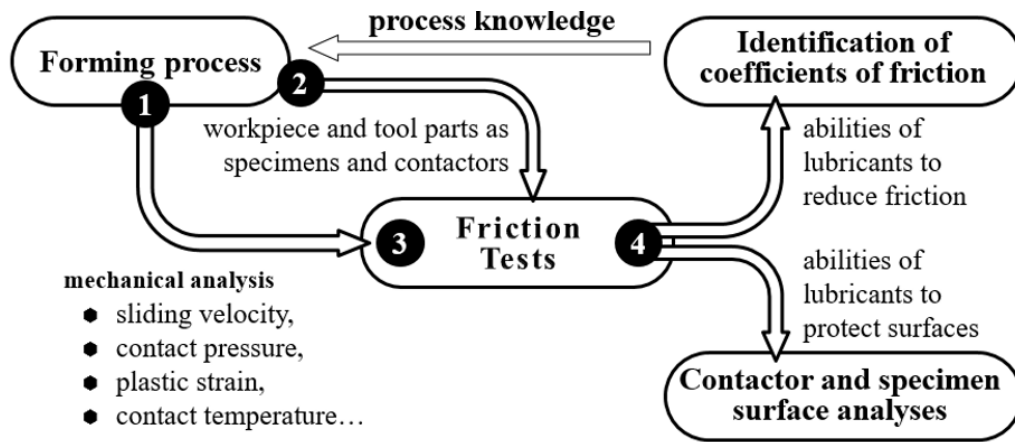 process knowledge
Forming process
Identification of
coefficients of friction
1
2
workpiece and tool parts as
specimens and contactors
abilities of
lubricants to
reduce friction
3
Friction
Tests
4
mechanical analysis
sliding velocity,
contact pressure,
plastic strain,
contact temperature…
abilities of
lubricants to
protect surfaces
Contactor and specimen
surface analyses